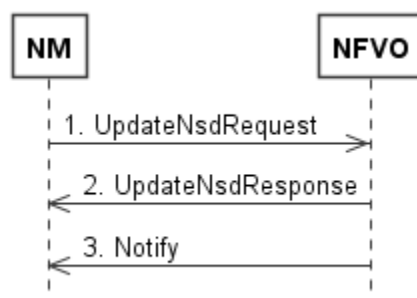 NM
NFVO
1. UpdateNsdRequest
2. UpdateNsdResponse
3. Notify